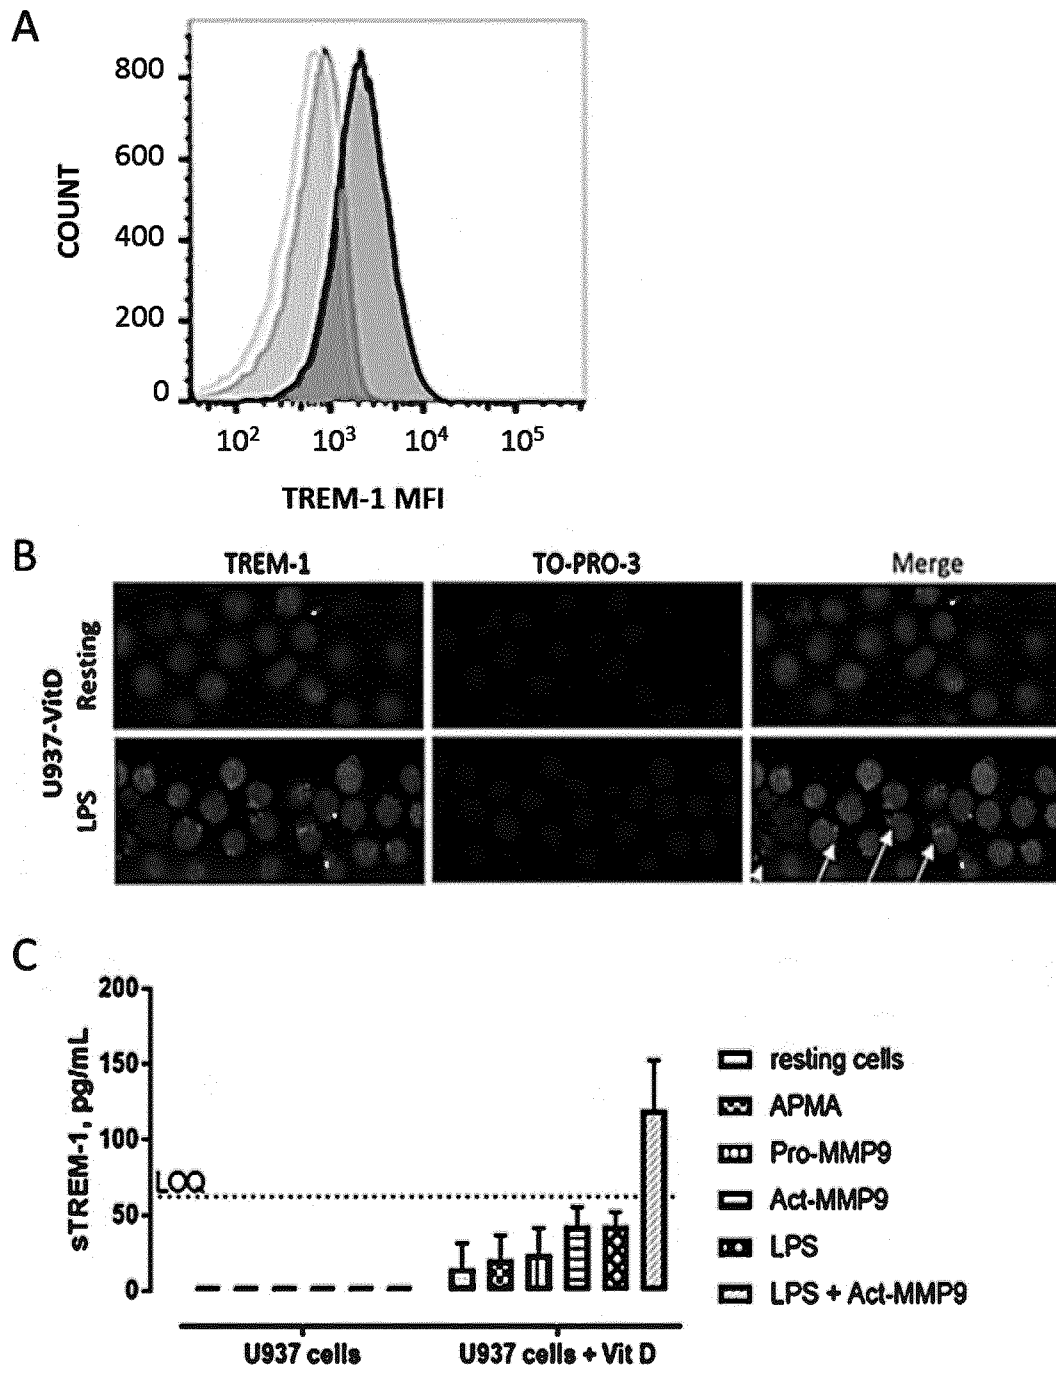 A
800
600
400
200
0
COUNT
10² 10³ 10⁴ 10⁵
TREM-1 MFI
B
TREM-1 TO-PRO-3 Merge
U937-VitD
Resting
LPS
C
200
150
100
50
0
sTREM-1, pg/mL
LOQ
resting cells
APMA
Pro-MMP9
Act-MMP9
LPS
LPS + Act-MMP9
U937 cells U937 cells + Vit D